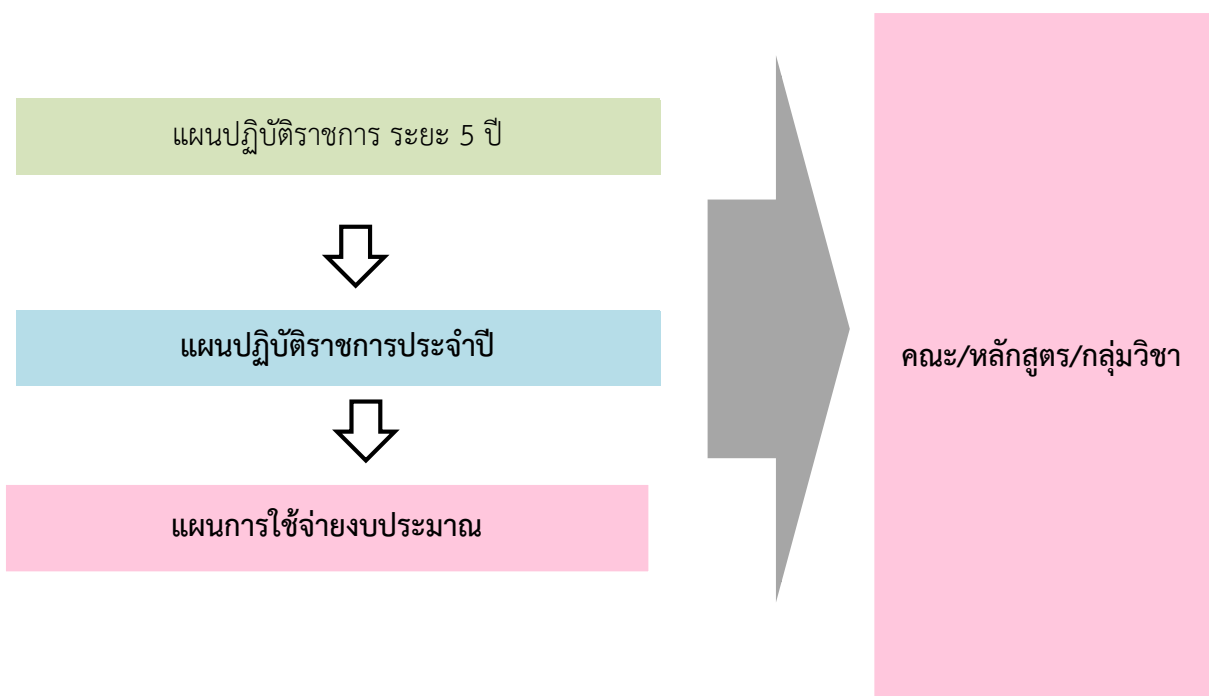 แผนปฏิบัติราชการ ระยะ 5 ปี
แผนปฏิบัติราชการประจำปี
แผนการใช้จ่ายงบประมาณ
คณะ/หลักสูตร/กลุ่มวิชา